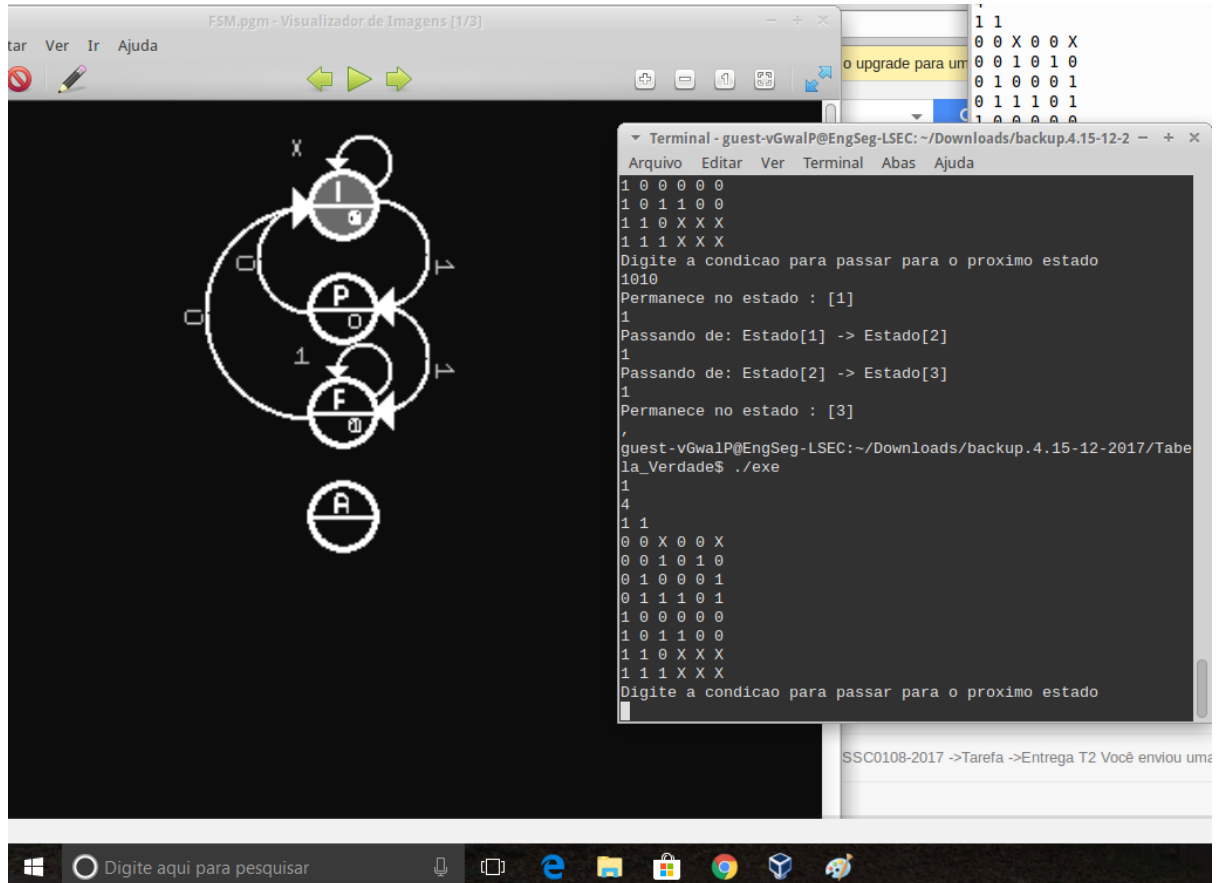 FSM.pgm - Visualizador de Imagens [1/3]
tar Ver Ir Ajuda
X
I
0
1
P
0
0
1
1
F
A
o upgrade para um
1 1
0 0 X 0 0 X
0 0 1 0 1 0
0 1 0 0 0 1
0 1 1 1 0 1
1 0 0 0 0 0
Terminal - guest-vGwalP@EngSeg-LSEC: ~/Downloads/backup.4.15-12-2
Arquivo Editar Ver Terminal Abas Ajuda
1 0 0 0 0 0
1 0 1 1 0 0
1 1 0 X X X
1 1 1 X X X
Digite a condicao para passar para o proximo estado
1010
Permanece no estado : [1]
1
Passando de: Estado[1] -> Estado[2]
1
Passando de: Estado[2] -> Estado[3]
1
Permanece no estado : [3]
,
guest-vGwalP@EngSeg-LSEC:~/Downloads/backup.4.15-12-2017/Tabe
la_Verdade$ ./exe
1
4
1 1
0 0 X 0 0 X
0 0 1 0 1 0
0 1 0 0 0 1
0 1 1 1 0 1
1 0 0 0 0 0
1 0 1 1 0 0
1 1 0 X X X
1 1 1 X X X
Digite a condicao para passar para o proximo estado
SSC0108-2017 ->Tarefa ->Entrega T2 Você enviou uma
Digite aqui para pesquisar